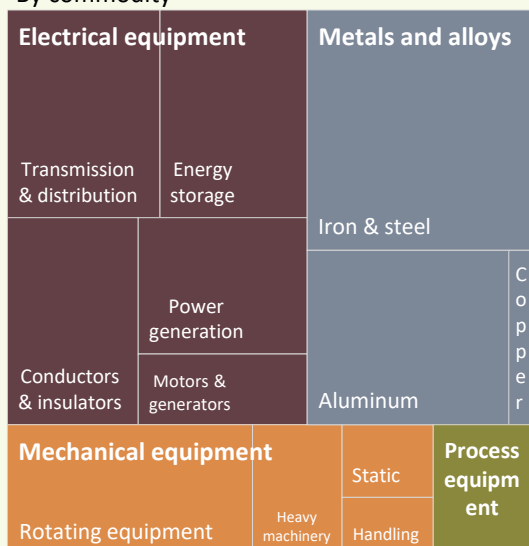 By commodity
Electrical equipment
Transmission
& distribution
Energy
storage
Conductors
& insulators
Power
generation
Motors &
generators
Metals and alloys
Iron & steel
Aluminum
C
o
p
p
e
r
Mechanical equipment
Rotating equipment
Heavy
machinery
Static
Handling
Process
equipm
ent